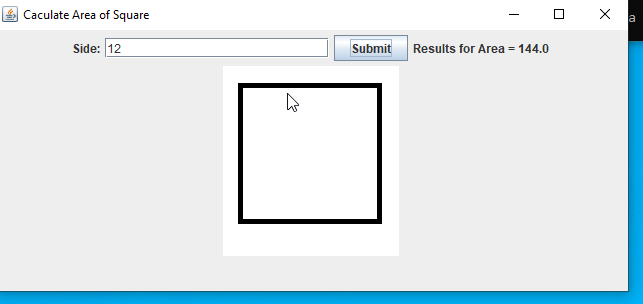 Caculate Area of Square
Side: 12 Submit Results for Area = 144.0
a